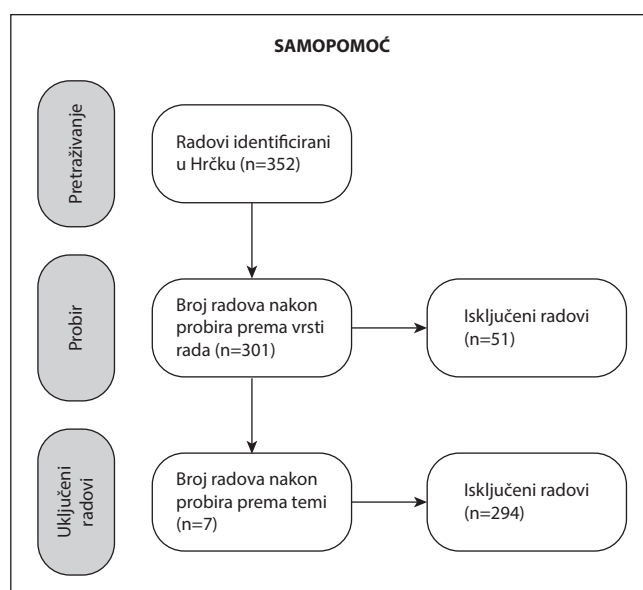 SAMOPOMOĆ
Pretraživanje
Radovi identificirani
u Hrčku (n=352)
Probir
Broj radova nakon
probira prema vrsti
rada (n=301)
Isključeni radovi
(n=51)
Uključeni
radovi
Broj radova nakon
probira prema temi
(n=7)
Isključeni radovi
(n=294)